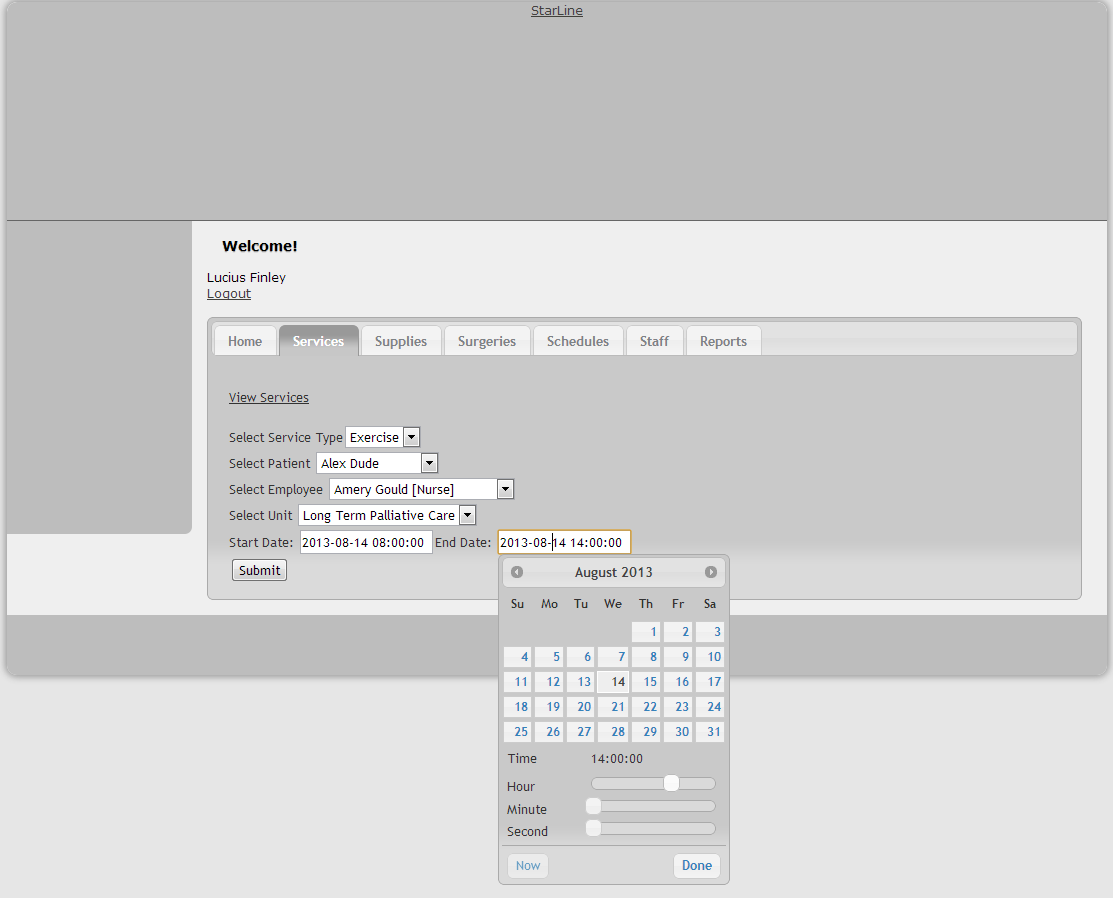 StarLine
Welcome!
Lucius Finley
Logout
Home Services Supplies Surgeries Schedules Staff Reports
View Services
Select Service Type Exercise
Select Patient Alex Dude
Select Employee Amery Gould [Nurse]
Select Unit Long Term Palliative Care
Start Date: 2013-08-14 08:00:00 End Date: 2013-08-14 14:00:00
Submit
August 2013
Su Mo Tu We Th Fr Sa
1 2 3
4 5 6 7 8 9 10
11 12 13 14 15 16 17
18 19 20 21 22 23 24
25 26 27 28 29 30 31
Time 14:00:00
Hour
Minute
Second
Now Done